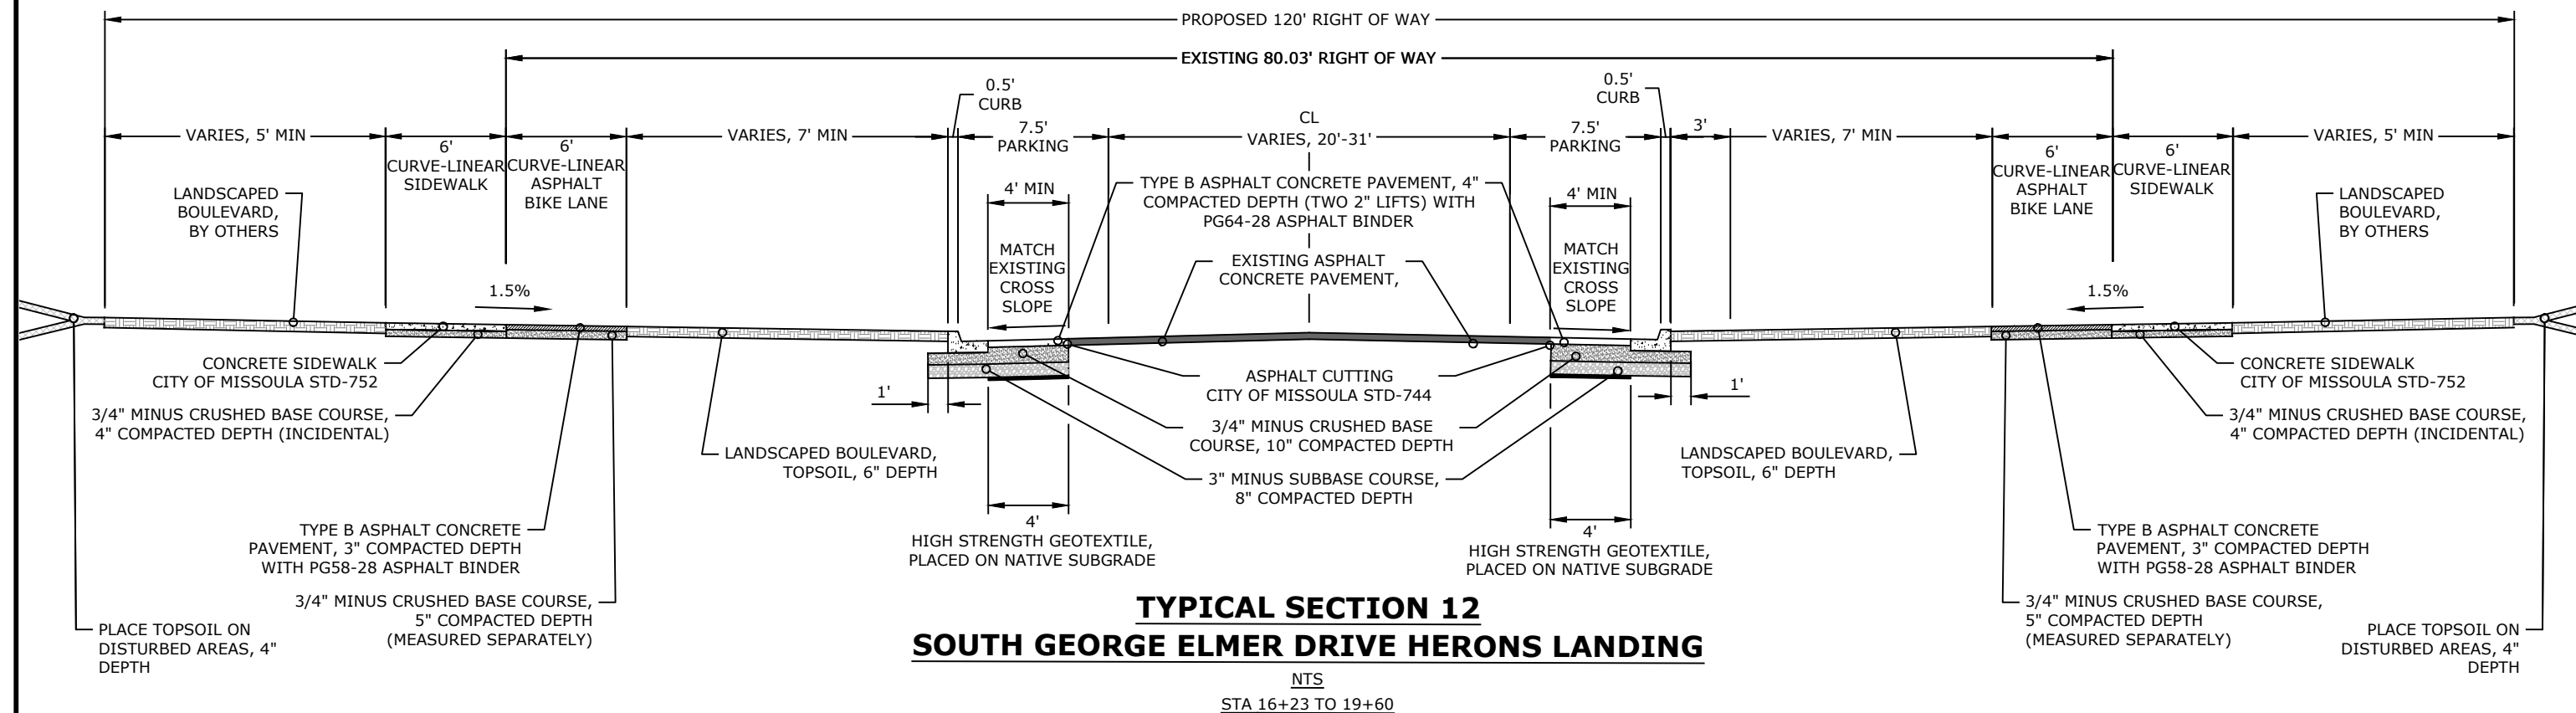 PROPOSED 120' RIGHT OF WAY
EXISTING 80.03' RIGHT OF WAY
0.5'
CURB
0.5'
CURB
VARIES, 5' MIN
6'
CURVE-LINEAR
SIDEWALK
6'
CURVE-LINEAR
ASPHALT
BIKE LANE
VARIES, 7' MIN
7.5'
PARKING
CL
VARIES, 20'-31'
7.5'
PARKING
3'
VARIES, 7' MIN
6'
CURVE-LINEAR
ASPHALT
BIKE LANE
6'
CURVE-LINEAR
SIDEWALK
VARIES, 5' MIN
LANDSCAPED
BOULEVARD,
BY OTHERS
4' MIN
TYPE B ASPHALT CONCRETE PAVEMENT, 4"
COMPACTED DEPTH (TWO 2" LIFTS) WITH
PG64-28 ASPHALT BINDER
4' MIN
LANDSCAPED
BOULEVARD,
BY OTHERS
MATCH
EXISTING
CROSS
SLOPE
EXISTING ASPHALT
CONCRETE PAVEMENT,
MATCH
EXISTING
CROSS
SLOPE
1.5%
1.5%
CONCRETE SIDEWALK
CITY OF MISSOULA STD-752
3/4" MINUS CRUSHED BASE COURSE,
4" COMPACTED DEPTH (INCIDENTAL)
1'
ASPHALT CUTTING
CITY OF MISSOULA STD-744
1'
CONCRETE SIDEWALK
CITY OF MISSOULA STD-752
3/4" MINUS CRUSHED BASE COURSE,
4" COMPACTED DEPTH (INCIDENTAL)
3/4" MINUS CRUSHED BASE
COURSE, 10" COMPACTED DEPTH
LANDSCAPED BOULEVARD,
TOPSOIL, 6" DEPTH
3" MINUS SUBBASE COURSE,
8" COMPACTED DEPTH
LANDSCAPED BOULEVARD,
TOPSOIL, 6" DEPTH
TYPE B ASPHALT CONCRETE
PAVEMENT, 3" COMPACTED DEPTH
WITH PG58-28 ASPHALT BINDER
4'
HIGH STRENGTH GEOTEXTILE,
PLACED ON NATIVE SUBGRADE
4'
HIGH STRENGTH GEOTEXTILE,
PLACED ON NATIVE SUBGRADE
TYPE B ASPHALT CONCRETE
PAVEMENT, 3" COMPACTED DEPTH
WITH PG58-28 ASPHALT BINDER
3/4" MINUS CRUSHED BASE COURSE,
5" COMPACTED DEPTH
(MEASURED SEPARATELY)
3/4" MINUS CRUSHED BASE COURSE,
5" COMPACTED DEPTH
(MEASURED SEPARATELY)
PLACE TOPSOIL ON
DISTURBED AREAS, 4"
DEPTH
PLACE TOPSOIL ON
DISTURBED AREAS, 4"
DEPTH
TYPICAL SECTION 12
SOUTH GEORGE ELMER DRIVE HERONS LANDING
NTS
STA 16+23 TO 19+60